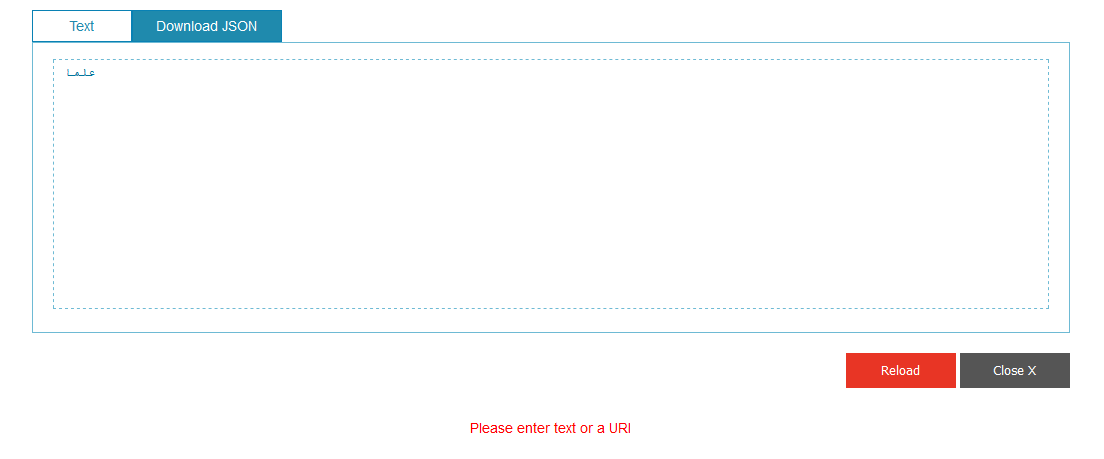 Text
Download JSON
علما
Reload
Close X
Please enter text or a URI